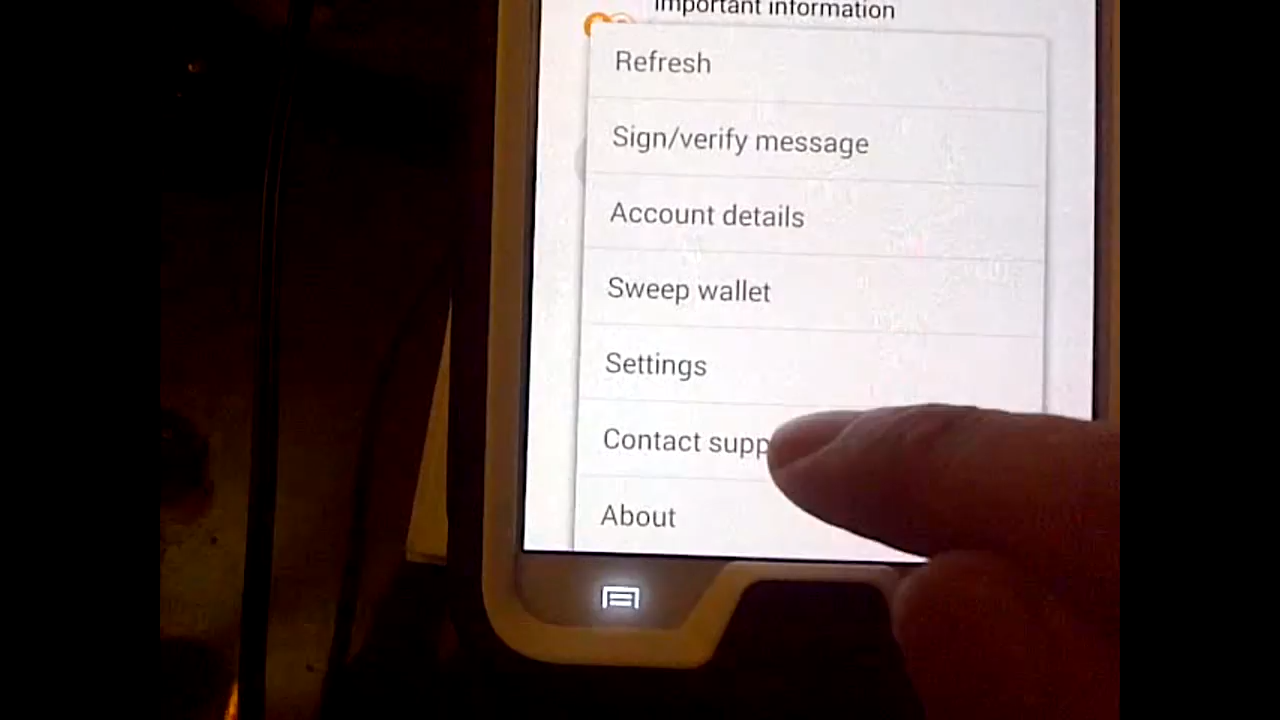 Important information
Refresh
Sign/verify message
Account details
Sweep wallet
Settings
Contact supp
About